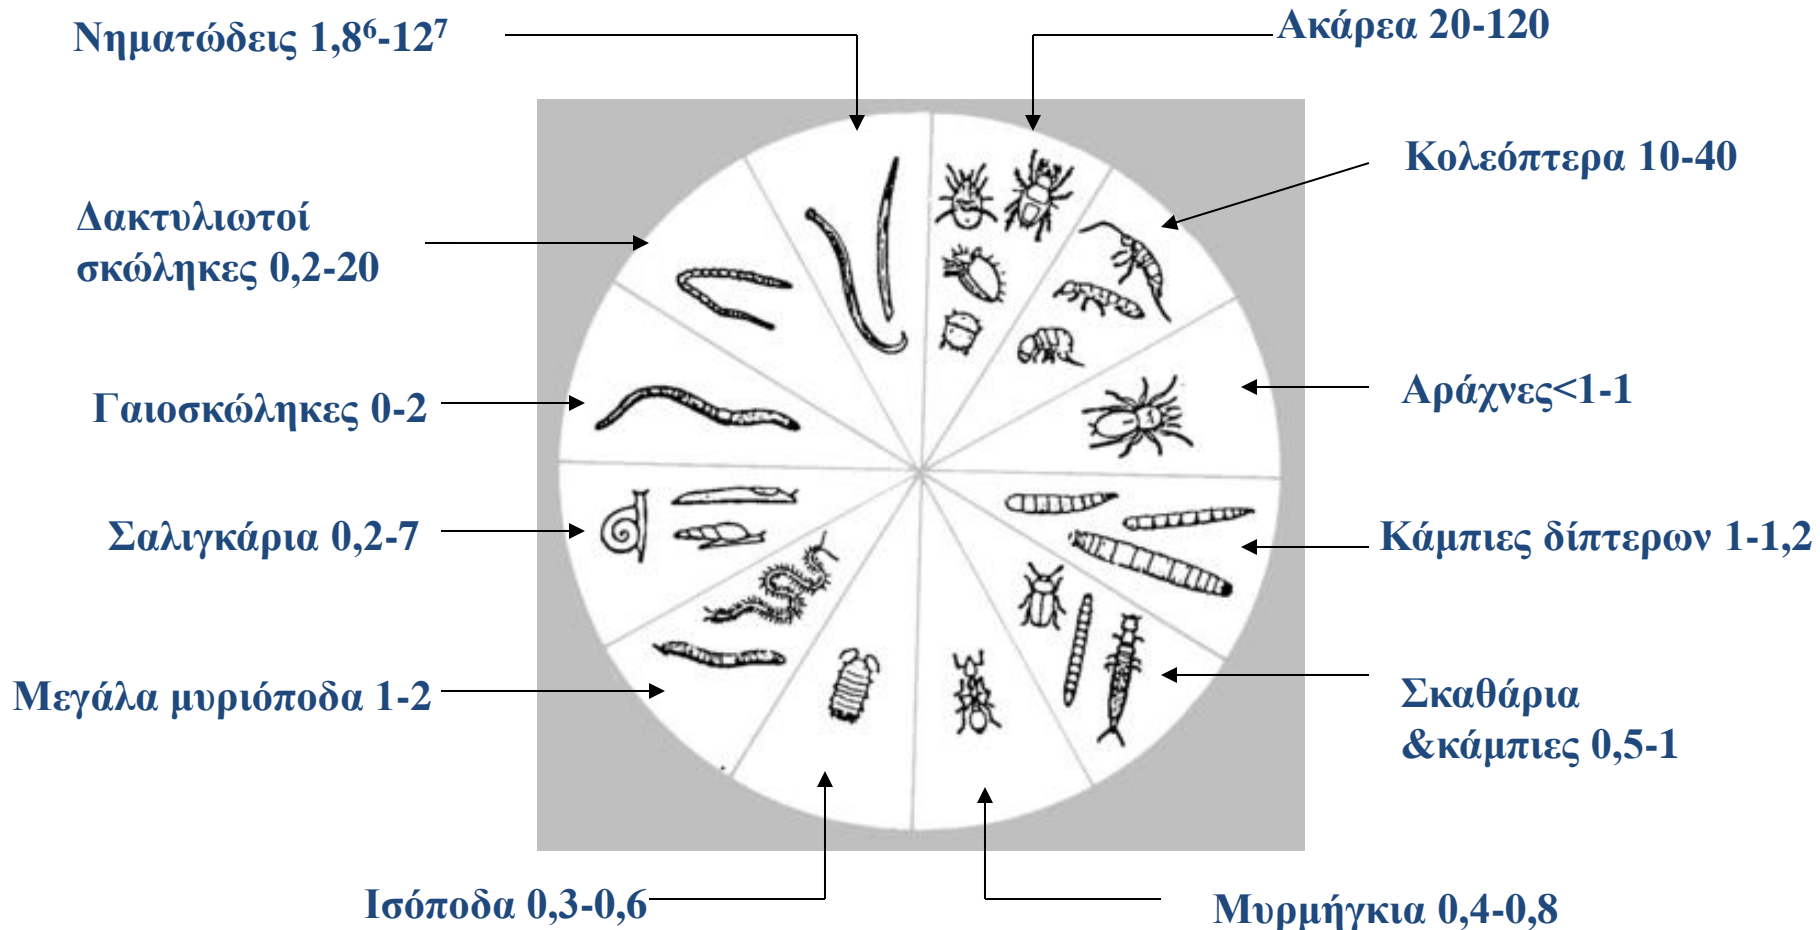 Νηματώδεις 1,8⁶-12⁷
Ακάρεα 20-120
Κολεόπτερα 10-40
Δακτυλιωτοί
σκώληκες 0,2-20
Αράχνες<1-1
Γαιοσκώληκες 0-2
Σαλιγκάρια 0,2-7
Κάμπιες δίπτερων 1-1,2
Μεγάλα μυριόποδα 1-2
Σκαθάρια
&κάμπιες 0,5-1
Ισόποδα 0,3-0,6
Μυρμήγκια 0,4-0,8